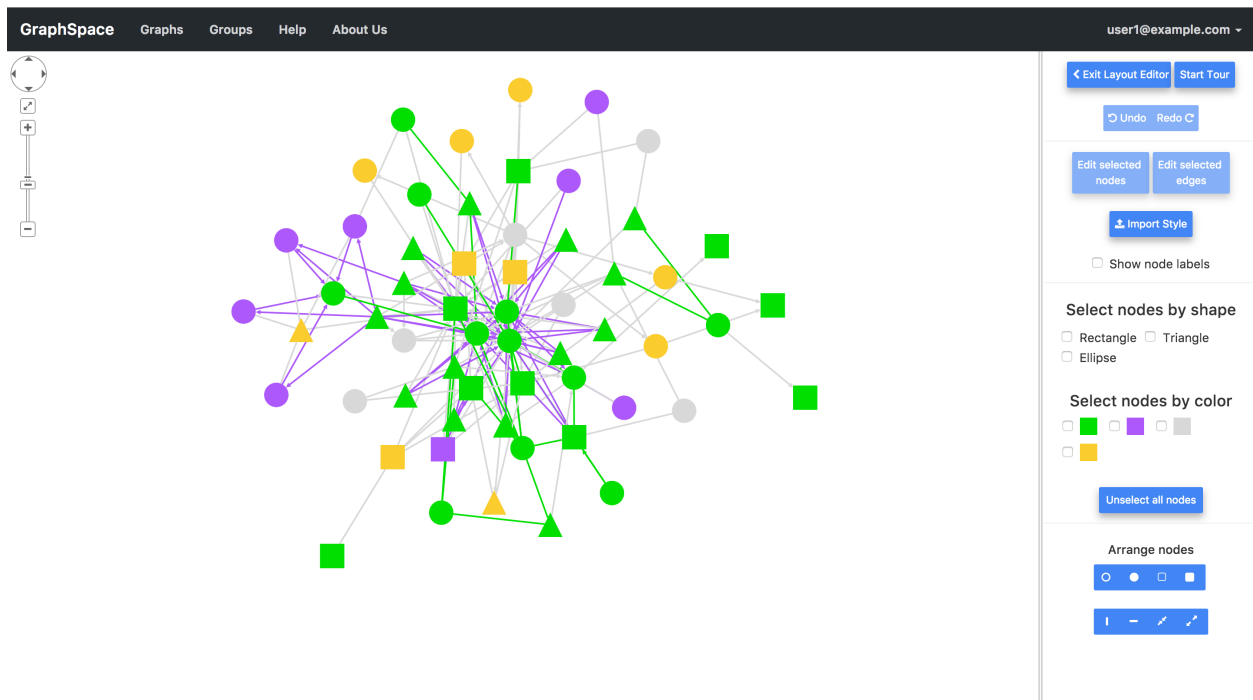 GraphSpace Graphs Groups Help About Us user1@example.com
Exit Layout Editor Start Tour
Undo Redo
Edit selected nodes
Edit selected edges
Import Style
Show node labels
Select nodes by shape
Rectangle Triangle
Ellipse
Select nodes by color
Unselect all nodes
Arrange nodes